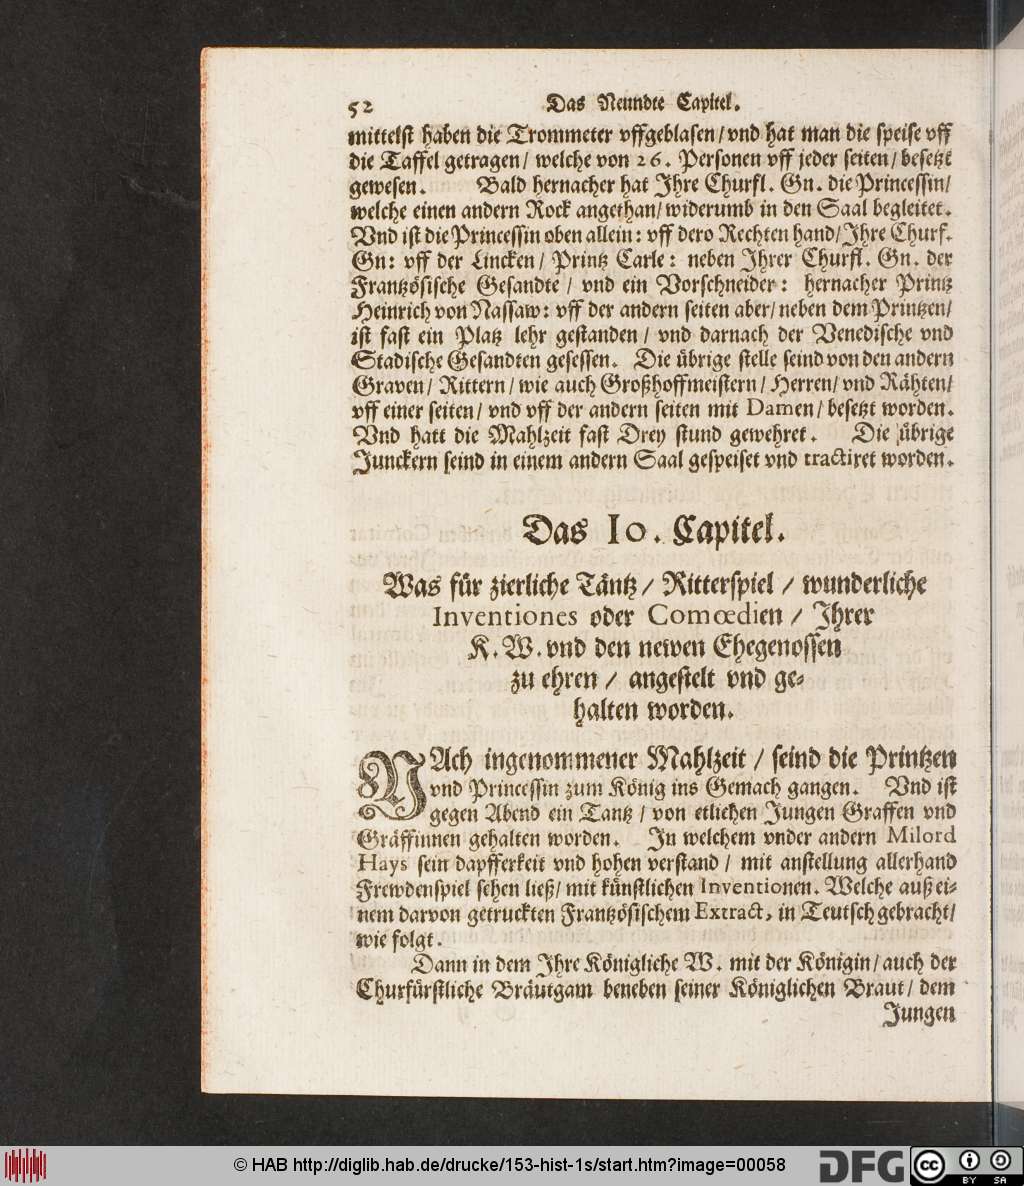 52 Das Neundte Capitel.
mittelst haben die Trommeter vffgeblasen/ vnd hat man die speise vff
die Taffel getragen/ welche von 26. Personen vff jeder seiten/ besetzt
gewesen. Bald hernacher hat Ihre Churfl. Gn. die Princessin/
welche einen andern Rock angethan/ widerumb in den Saal begleitet.
Vnd ist die Princessin oben allein: vff dero Rechten hand/ Ihre Churf.
Gn: vff der Lincken/ Printz Carle: neben Ihrer Churfl. Gn. der
Frantzösische Gesandte/ vnd ein Vorschneider: hernacher Printz
Heinrich von Nassaw: vff der andern seiten aber/ neben dem Printzen/
ist fast ein Platz lehr gestanden/ vnd darnach der Venedische vnd
Stadische Gesandten gesessen. Die übrige stelle seind von den andern
Graven/ Rittern/ wie auch Großhoffmeistern/ Herren/ vnd Rähten/
vff einer seiten/ vnd vff der andern seiten mit Damen/ besetzt worden.
Vnd hatt die Mahlzeit fast Drey stund gewehret. Die übrige
Junckern seind in einem andern Saal gespeiset vnd tractiret worden.
Das 10. Capitel.
Was für zierliche Täntz/ Ritterspiel/ wunderliche
Inventiones oder Comœdien/ Ihrer
K. W. vnd den newen Ehegenossen
zu ehren/ angestelt vnd ge-
halten worden.
NAch ingenommener Mahlzeit/ seind die Printzen
vnd Princessin zum König ins Gemach gangen. Vnd ist
gegen Abend ein Tantz/ von etlichen Jungen Graffen vnd
Gräffinnen gehalten worden. In welchem vnder andern Milord
Hays sein dapfferkeit vnd hohen verstand/ mit anstellung allerhand
Frewdenspiel sehen ließ/ mit künstlichen Inventionen. Welche auß ei-
nem darvon getruckten Frantzösischem Extract, in Teutsch gebracht/
wie folgt.
Dann in dem Ihre Königliche W. mit der Königin/ auch der
Churfürstliche Bräutgam beneben seiner Königlichen Braut/ dem
Jungen
© HAB http://diglib.hab.de/drucke/153-hist-1s/start.htm?image=00058
DFG
cc BY SA